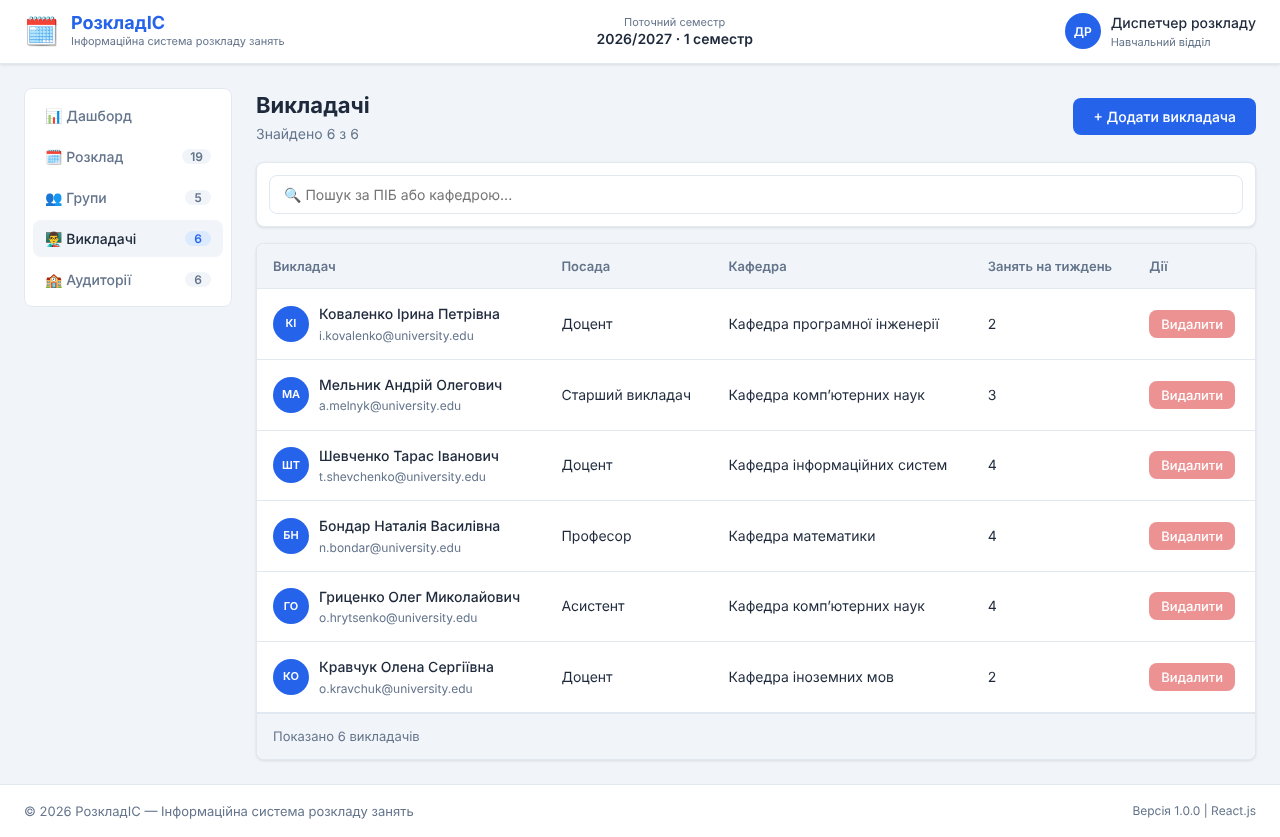 РозкладІС
Інформаційна система розкладу занять
Поточний семестр
2026/2027 · 1 семестр
ДР
Диспетчер розкладу
Навчальний відділ
Дашборд
Розклад 19
Групи 5
Викладачі 6
Аудиторії 6
Викладачі
Знайдено 6 з 6
+ Додати викладача
Пошук за ПІБ або кафедрою...
Викладач Посада Кафедра Занять на тиждень Дії
КІ Коваленко Ірина Петрівна Доцент Кафедра програмної інженерії 2 Видалити
i.kovalenko@university.edu
МА Мельник Андрій Олегович Старший викладач Кафедра комп’ютерних наук 3 Видалити
a.melnyk@university.edu
ШТ Шевченко Тарас Іванович Доцент Кафедра інформаційних систем 4 Видалити
t.shevchenko@university.edu
БН Бондар Наталія Василівна Професор Кафедра математики 4 Видалити
n.bondar@university.edu
ГО Гриценко Олег Миколайович Асистент Кафедра комп’ютерних наук 4 Видалити
o.hrytsenko@university.edu
КО Кравчук Олена Сергіївна Доцент Кафедра іноземних мов 2 Видалити
o.kravchuk@university.edu
Показано 6 викладачів
© 2026 РозкладІС — Інформаційна система розкладу занять
Версія 1.0.0 | React.js